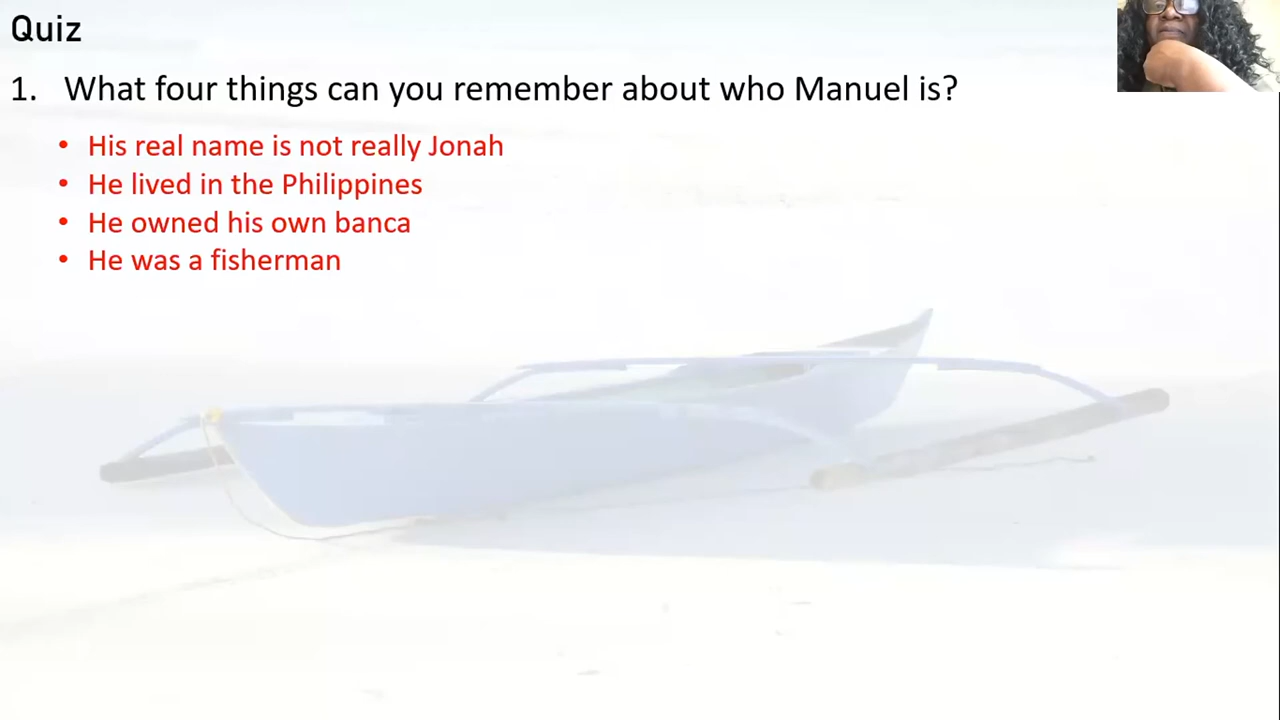 Quiz
1. What four things can you remember about who Manuel is?
• His real name is not really Jonah
• He lived in the Philippines
• He owned his own banca
• He was a fisherman